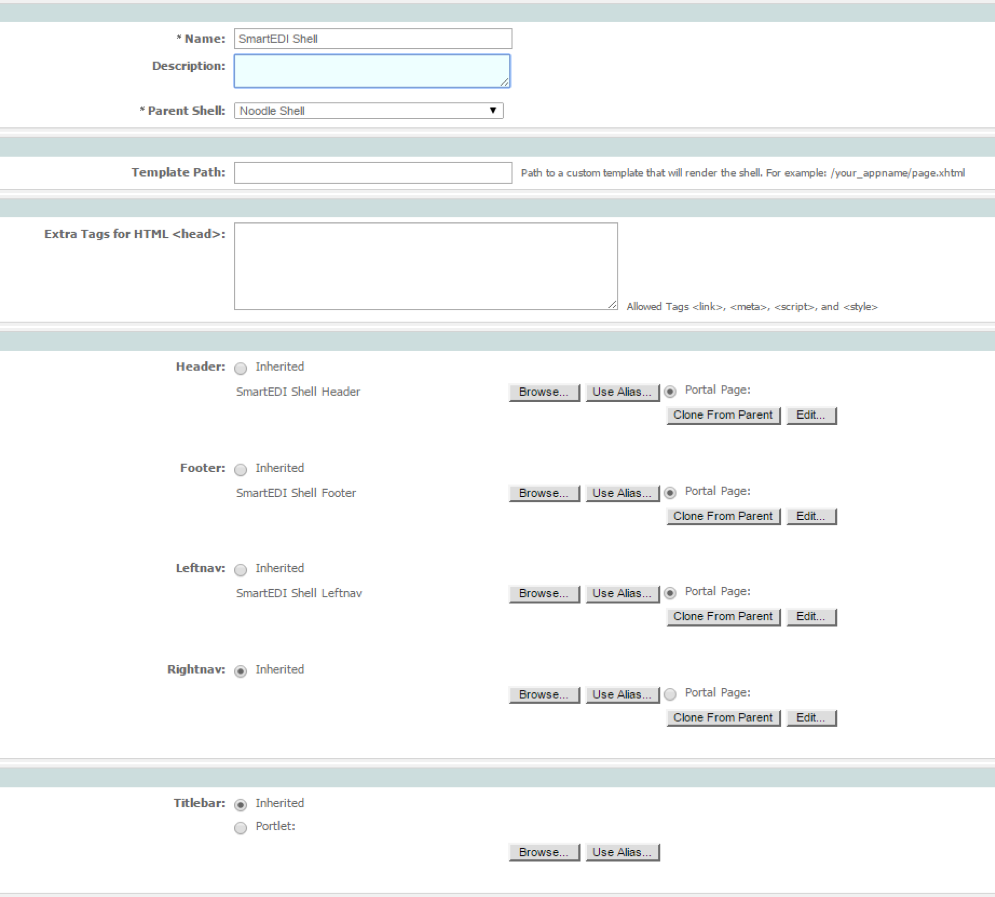 * Name: SmartEDI Shell
Description:
* Parent Shell: Noodle Shell
Template Path: Path to a custom template that will render the shell. For example: /your_appname/page.xhtml
Extra Tags for HTML <head>:
Allowed Tags <link>, <meta>, <script>, and <style>
Header: Inherited
SmartEDI Shell Header Browse... Use Alias... Portal Page:
Clone From Parent Edit...
Footer: Inherited
SmartEDI Shell Footer Browse... Use Alias... Portal Page:
Clone From Parent Edit...
Leftnav: Inherited
SmartEDI Shell Leftnav Browse... Use Alias... Portal Page:
Clone From Parent Edit...
Rightnav: Inherited
Browse... Use Alias... Portal Page:
Clone From Parent Edit...
Titlebar: Inherited
Portlet:
Browse... Use Alias...